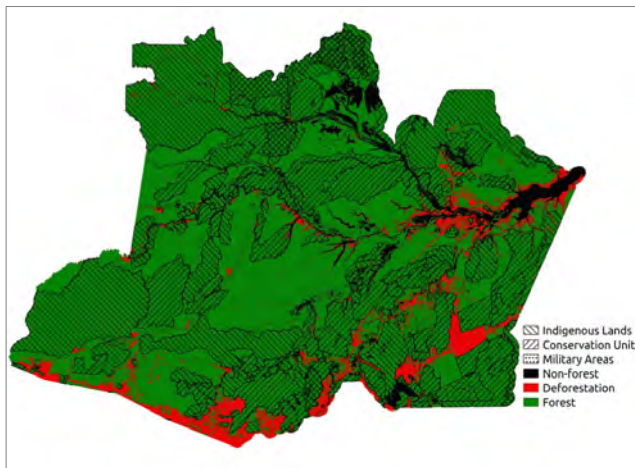 Indigenous Lands
Conservation Unit
Military Areas
Non-forest
Deforestation
Forest